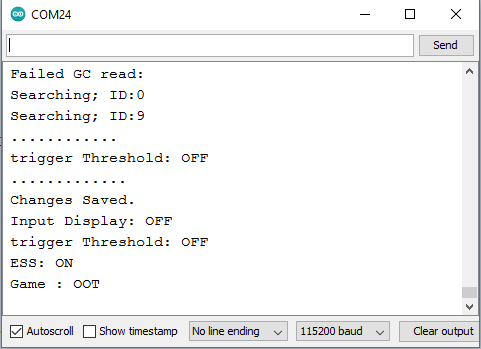 COM24
Send
Failed GC read:
Searching; ID:0
Searching; ID:9
............
trigger Threshold: OFF
.............
Changes Saved.
Input Display: OFF
trigger Threshold: OFF
ESS: ON
Game : OOT
Autoscroll Show timestamp No line ending 115200 baud Clear output